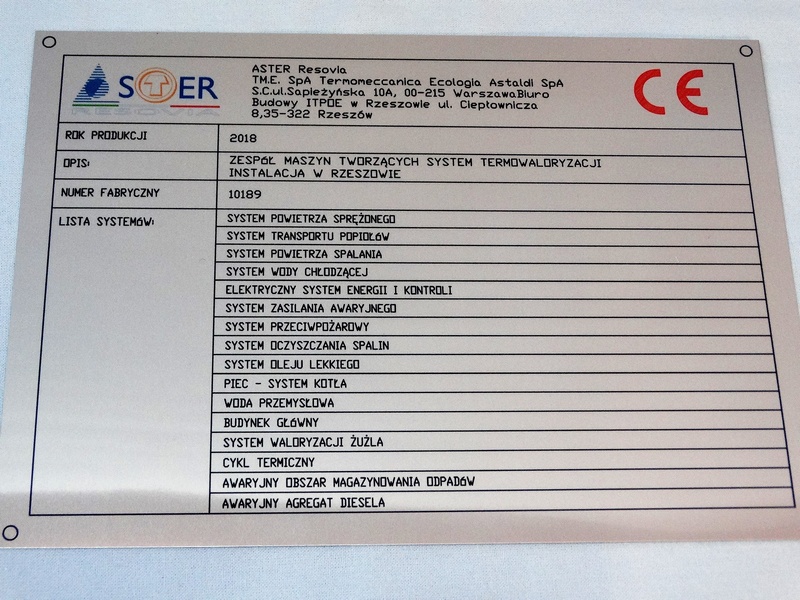 ASTER
RESOVIA
ASTER Resovia
TM.E. SpA Termomeccanica Ecologia Astaldi SpA
S.C.ul.Sapieżyńska 10A, 00-215 WarszawaBiuro
Budowy ITPOE w Rzeszowie ul. Ciepłownicza
8,35-322 Rzeszów
CE
ROK PRODUKCJI 2018
OPIS: ZESPÓŁ MASZYN TWORZĄCYCH SYSTEM TERMOWALORYZACJI
INSTALACJA W RZESZOWIE
NUMER FABRYCZNY 10189
LISTA SYSTEMÓW: SYSTEM POWIETRZA SPRĘŻONEGO
SYSTEM TRANSPORTU POPIOŁÓW
SYSTEM POWIETRZA SPALANIA
SYSTEM WODY CHŁODZĄCEJ
ELEKTRYCZNY SYSTEM ENERGII I KONTROLI
SYSTEM ZASILANIA AWARYJNEGO
SYSTEM PRZECIWPOŻAROWY
SYSTEM OCZYSZCZANIA SPALIN
SYSTEM OLEJU LEKKIEGO
PIEC - SYSTEM KOTŁA
WODA PRZEMYSŁOWA
BUDYNEK GŁÓWNY
SYSTEM WALORYZACJI ŻUŻLA
CYKL TERMICZNY
AWARYJNY OBSZAR MAGAZYNOWANIA ODPADÓW
AWARYJNY AGREGAT DIESELA